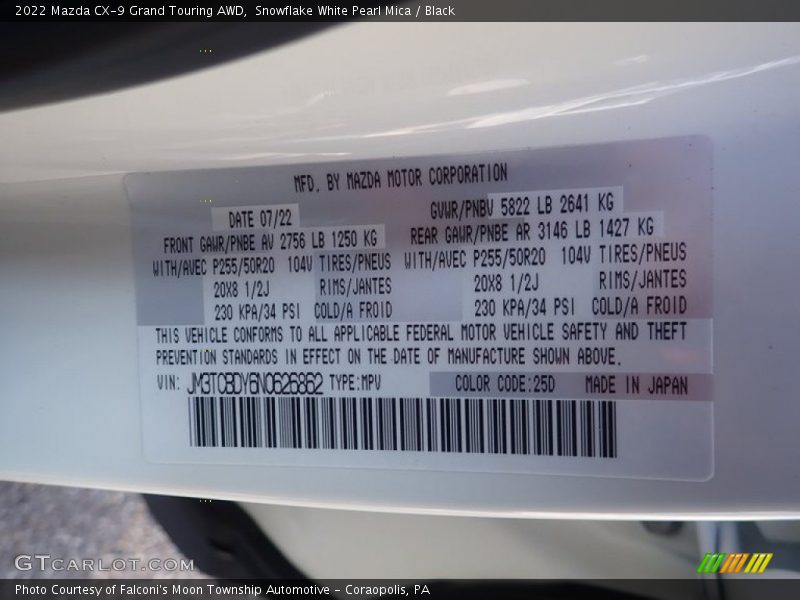 2022 Mazda CX-9 Grand Touring AWD,  Snowflake White Pearl Mica / Black
MFD. BY MAZDA MOTOR CORPORATION
DATE 07/22
GVWR/PNBV 5822 LB 2641 KG
FRONT GAWR/PNBE AV 2756 LB 1250 KG
REAR GAWR/PNBE AR 3146 LB 1427 KG
WITH/AVEC P255/50R20 104V TIRES/PNEUS
WITH/AVEC P255/50R20 104V TIRES/PNEUS
20X8 1/2J RIMS/JANTES
20X8 1/2J RIMS/JANTES
230 KPA/34 PSI COLD/A FROID
230 KPA/34 PSI COLD/A FROID
THIS VEHICLE CONFORMS TO ALL APPLICABLE FEDERAL MOTOR VEHICLE SAFETY AND THEFT
PREVENTION STANDARDS IN EFFECT ON THE DATE OF MANUFACTURE SHOWN ABOVE.
VIN: JM3TCBDY6N0626862 TYPE:MPV COLOR CODE:25D MADE IN JAPAN
GTCARLOT.COM
Photo Courtesy of Falconi's Moon Township Automotive - Coraopolis, PA